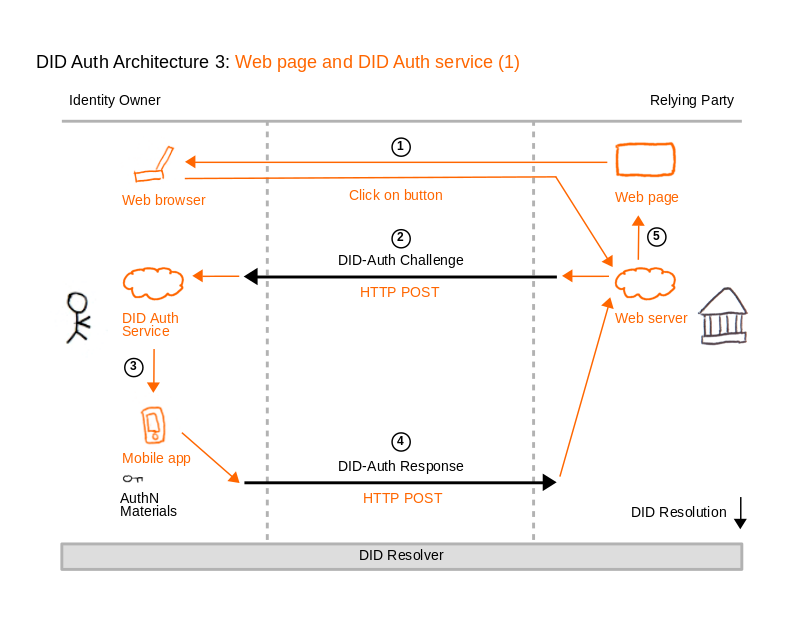 DID Auth Architecture 3: Web page and DID Auth service (1)
Identity Owner
Relying Party
1
Web browser
Click on button
Web page
2
5
DID-Auth Challenge
HTTP POST
DID Auth
Service
Web server
3
4
Mobile app
DID-Auth Response
AuthN
Materials
HTTP POST
DID Resolution
DID Resolver